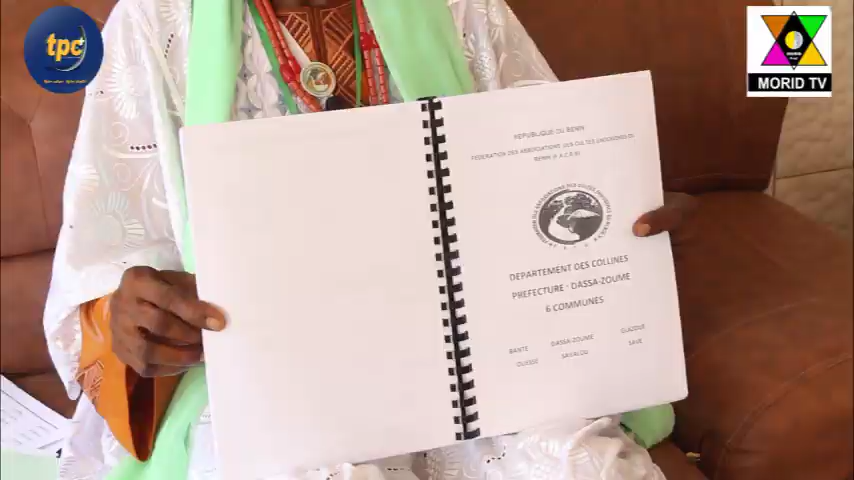 tpc
MORID TV
REPUBLIQUE DU BENIN
FEDERATION DES ASSOCIATIONS DES CULTES ENDOGENES DU
BENIN (F.A.C.E.B)
DEPARTEMENT DES COLLINES
PREFECTURE : DASSA-ZOUME
6 COMMUNES
BANTE DASSA-ZOUME GLAZOUE
OUESSE SAVALOU SAVE